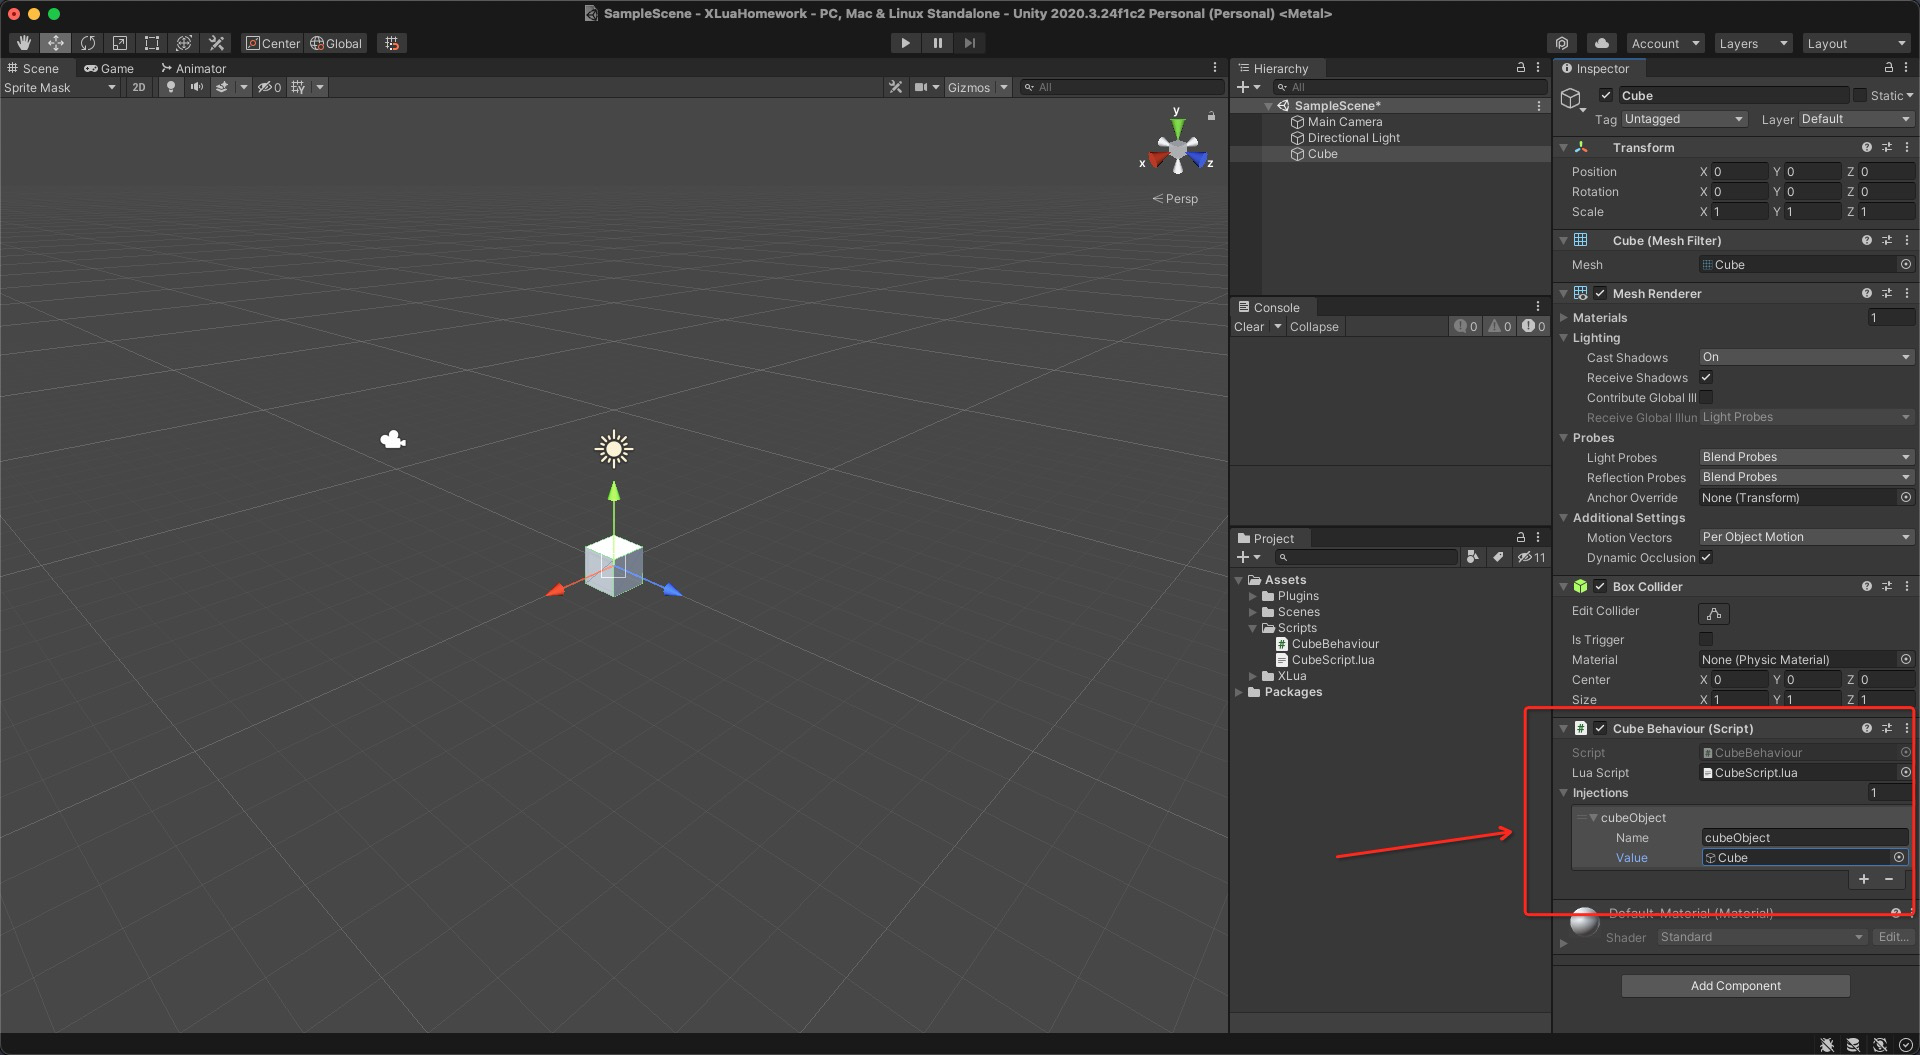 SampleScene - XLuaHomework - PC, Mac & Linux Standalone - Unity 2020.3.24f1c2 Personal (Personal) <Metal>
Center Global
Account Layers Layout
Scene Game Animator
Sprite Mask 2D 0 Gizmos All
y
x z
Persp
Hierarchy
All
SampleScene*
Main Camera
Directional Light
Cube
Console
Clear Collapse 0 0 0
Project
11
Assets
Plugins
Scenes
Scripts
CubeBehaviour
CubeScript.lua
XLua
Packages
Inspector
Cube Static
Tag Untagged Layer Default
Transform
Position X 0 Y 0 Z 0
Rotation X 0 Y 0 Z 0
Scale X 1 Y 1 Z 1
Cube (Mesh Filter)
Mesh Cube
Mesh Renderer
Materials 1
Lighting
Cast Shadows On
Receive Shadows
Contribute Global Ill
Receive Global Illun Light Probes
Probes
Light Probes Blend Probes
Reflection Probes Blend Probes
Anchor Override None (Transform)
Additional Settings
Motion Vectors Per Object Motion
Dynamic Occlusion
Box Collider
Edit Collider
Is Trigger
Material None (Physic Material)
Center X 0 Y 0 Z 0
Size X 1 Y 1 Z 1
# Cube Behaviour (Script)
Script CubeBehaviour
Lua Script CubeScript.lua
Injections 1
cubeObject
Name cubeObject
Value Cube
+ -
Default-Material (Material)
Shader Standard Edit...
Add Component